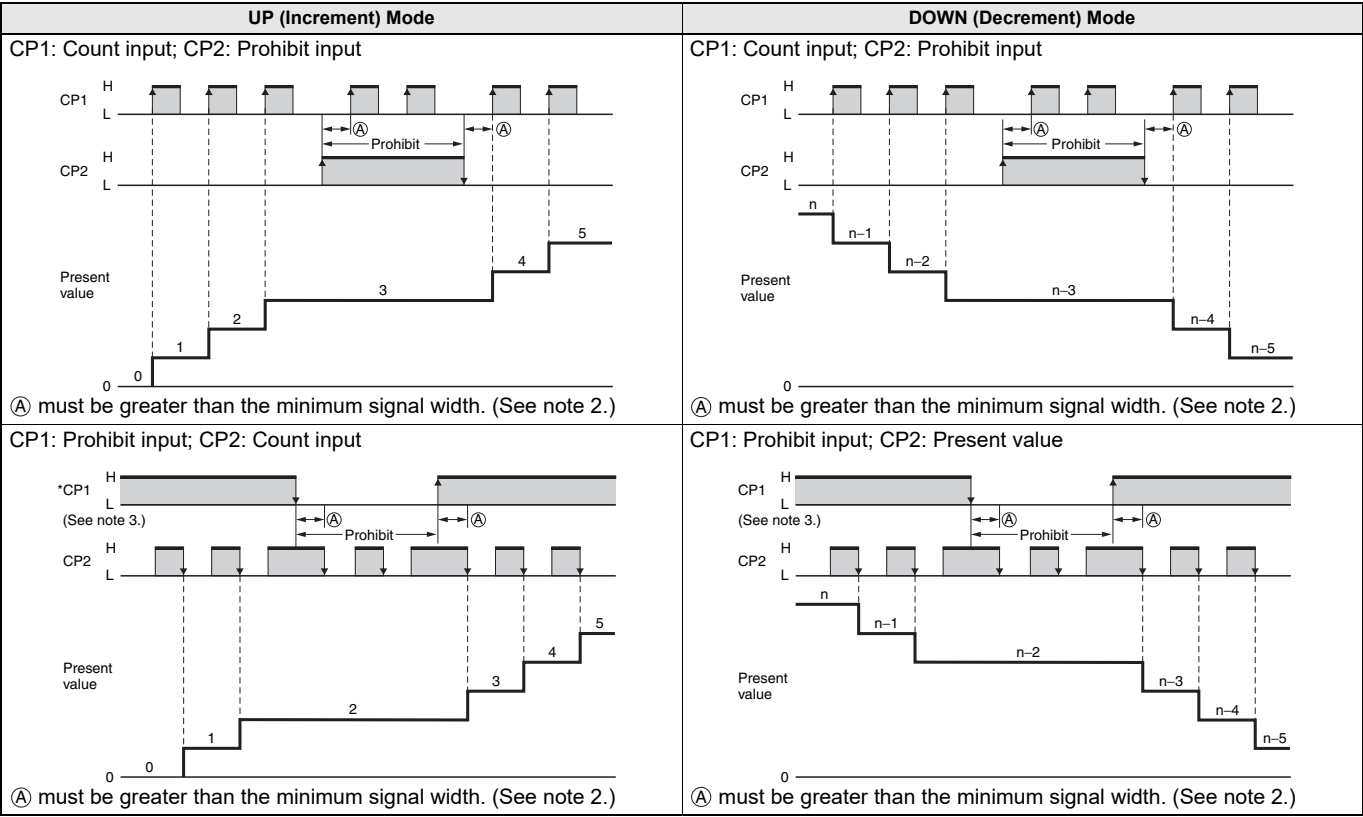 UP (Increment) Mode
DOWN (Decrement) Mode
CP1: Count input; CP2: Prohibit input
H
CP1
L
Ⓐ
Ⓐ
Prohibit
H
CP2
L
5
4
Present
value
3
2
1
0
0
Ⓐ must be greater than the minimum signal width. (See note 2.)
CP1: Count input; CP2: Prohibit input
H
CP1
L
Ⓐ
Ⓐ
Prohibit
H
CP2
L
n
n–1
n–2
Present
value
n–3
n–4
n–5
0
Ⓐ must be greater than the minimum signal width. (See note 2.)
CP1: Prohibit input; CP2: Count input
H
*CP1
L
(See note 3.)
Ⓐ
Ⓐ
Prohibit
H
CP2
L
5
4
Present
value
3
2
1
0
0
Ⓐ must be greater than the minimum signal width. (See note 2.)
CP1: Prohibit input; CP2: Present value
H
CP1
L
(See note 3.)
Ⓐ
Ⓐ
Prohibit
H
CP2
L
n
n–1
n–2
Present
value
n–3
n–4
n–5
0
Ⓐ must be greater than the minimum signal width. (See note 2.)